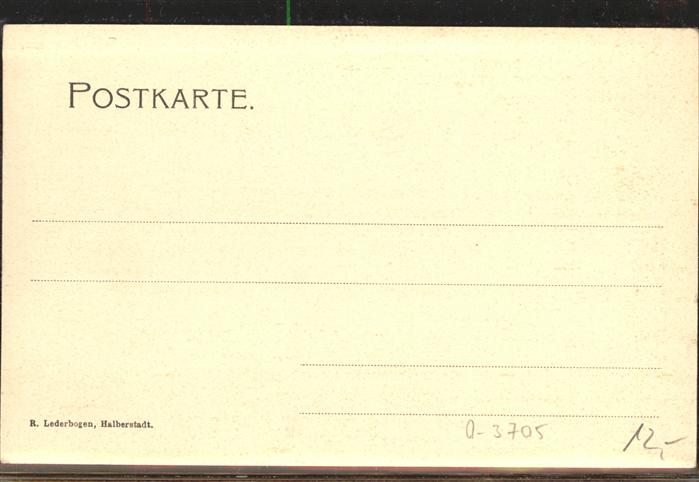 POSTKARTE.
R. Lederbogen, Halberstadt.
0-3705
12,-